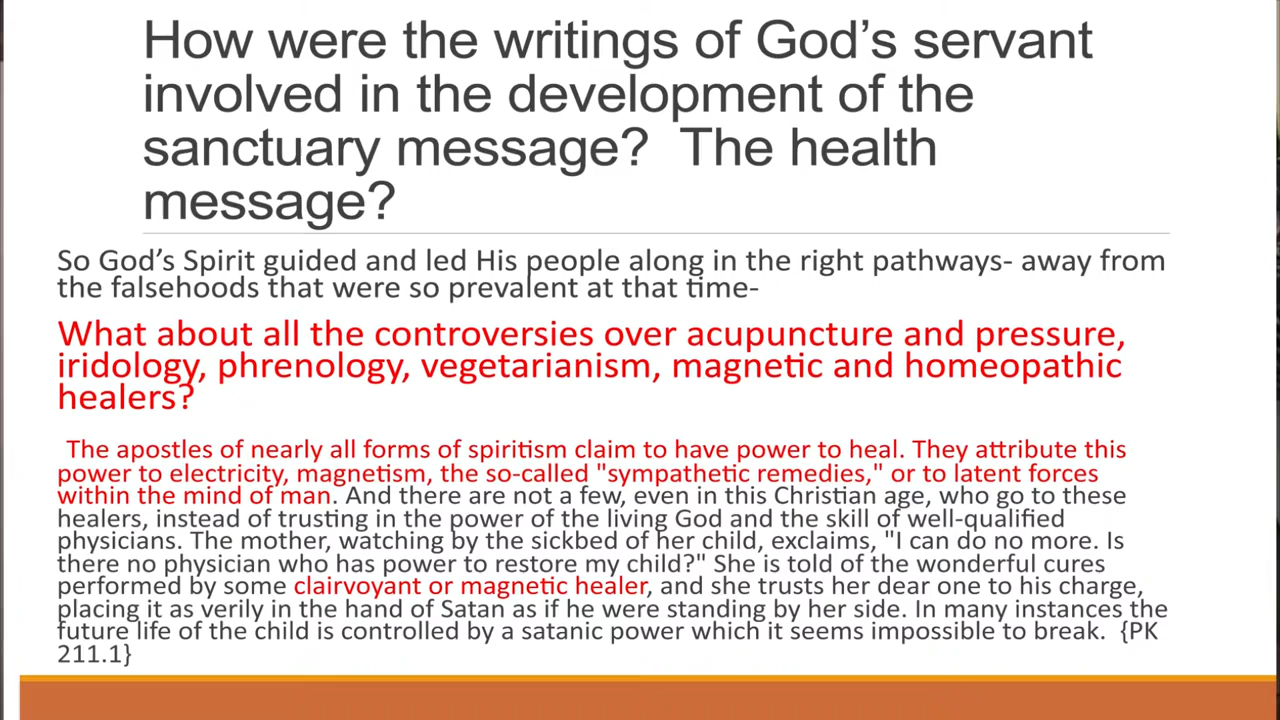 How were the writings of God’s servant
involved in the development of the
sanctuary message?  The health
message?
So God’s Spirit guided and led His people along in the right pathways- away from
the falsehoods that were so prevalent at that time-
What about all the controversies over acupuncture and pressure,
iridology, phrenology, vegetarianism, magnetic and homeopathic
healers?
The apostles of nearly all forms of spiritism claim to have power to heal. They attribute this
power to electricity, magnetism, the so-called "sympathetic remedies," or to latent forces
within the mind of man. And there are not a few, even in this Christian age, who go to these
healers, instead of trusting in the power of the living God and the skill of well-qualified
physicians. The mother, watching by the sickbed of her child, exclaims, "I can do no more. Is
there no physician who has power to restore my child?" She is told of the wonderful cures
performed by some clairvoyant or magnetic healer, and she trusts her dear one to his charge,
placing it as verily in the hand of Satan as if he were standing by her side. In many instances the
future life of the child is controlled by a satanic power which it seems impossible to break.  {PK
211.1}